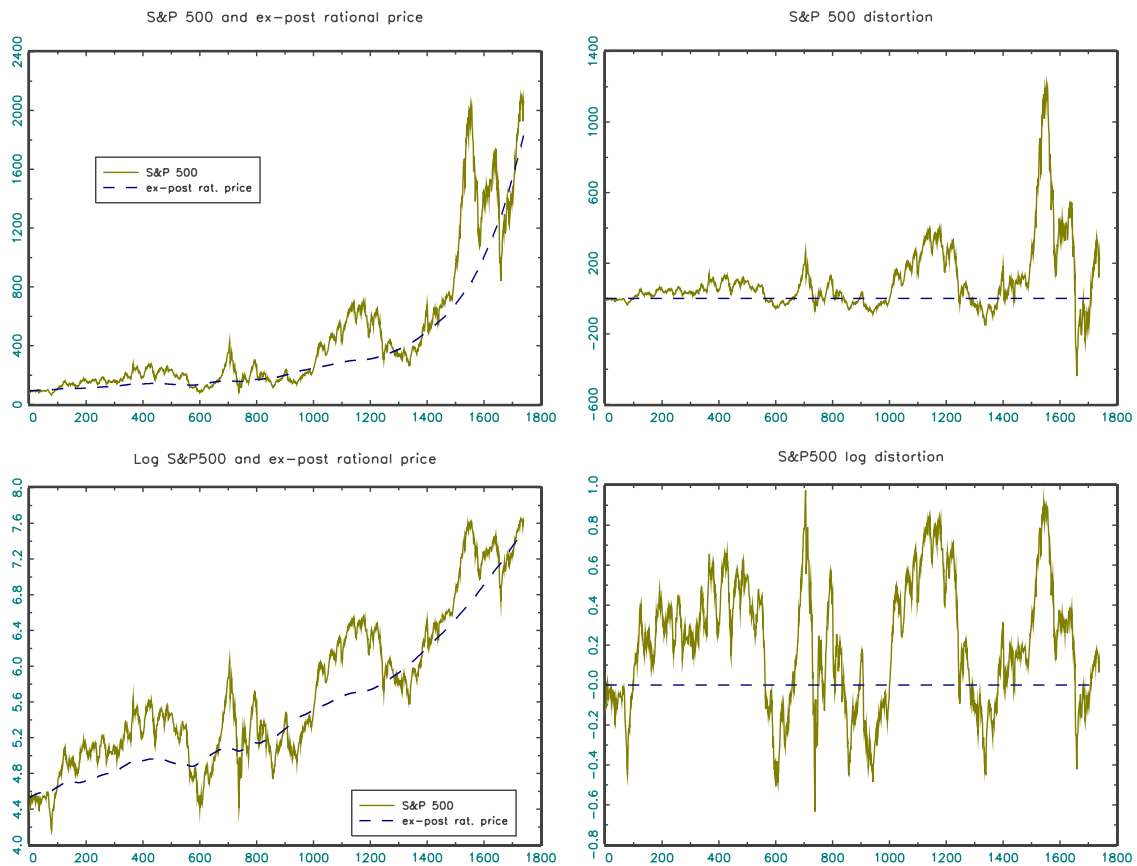 S&P 500 and ex-post rational price
2400
2000
1600
1200
800
400
0
S&P 500
ex-post rat. price
0 200 400 600 800 1000 1200 1400 1600 1800
S&P 500 distortion
1400
1000
600
200
-200
-600
0 200 400 600 800 1000 1200 1400 1600 1800
Log S&P500 and ex-post rational price
8.0
7.6
7.2
6.8
6.4
6.0
5.6
5.2
4.8
4.4
4.0
S&P 500
ex-post rat. price
0 200 400 600 800 1000 1200 1400 1600 1800
S&P500 log distortion
1.0
0.8
0.6
0.4
0.2
-0.0
-0.2
-0.4
-0.6
-0.8
0 200 400 600 800 1000 1200 1400 1600 1800